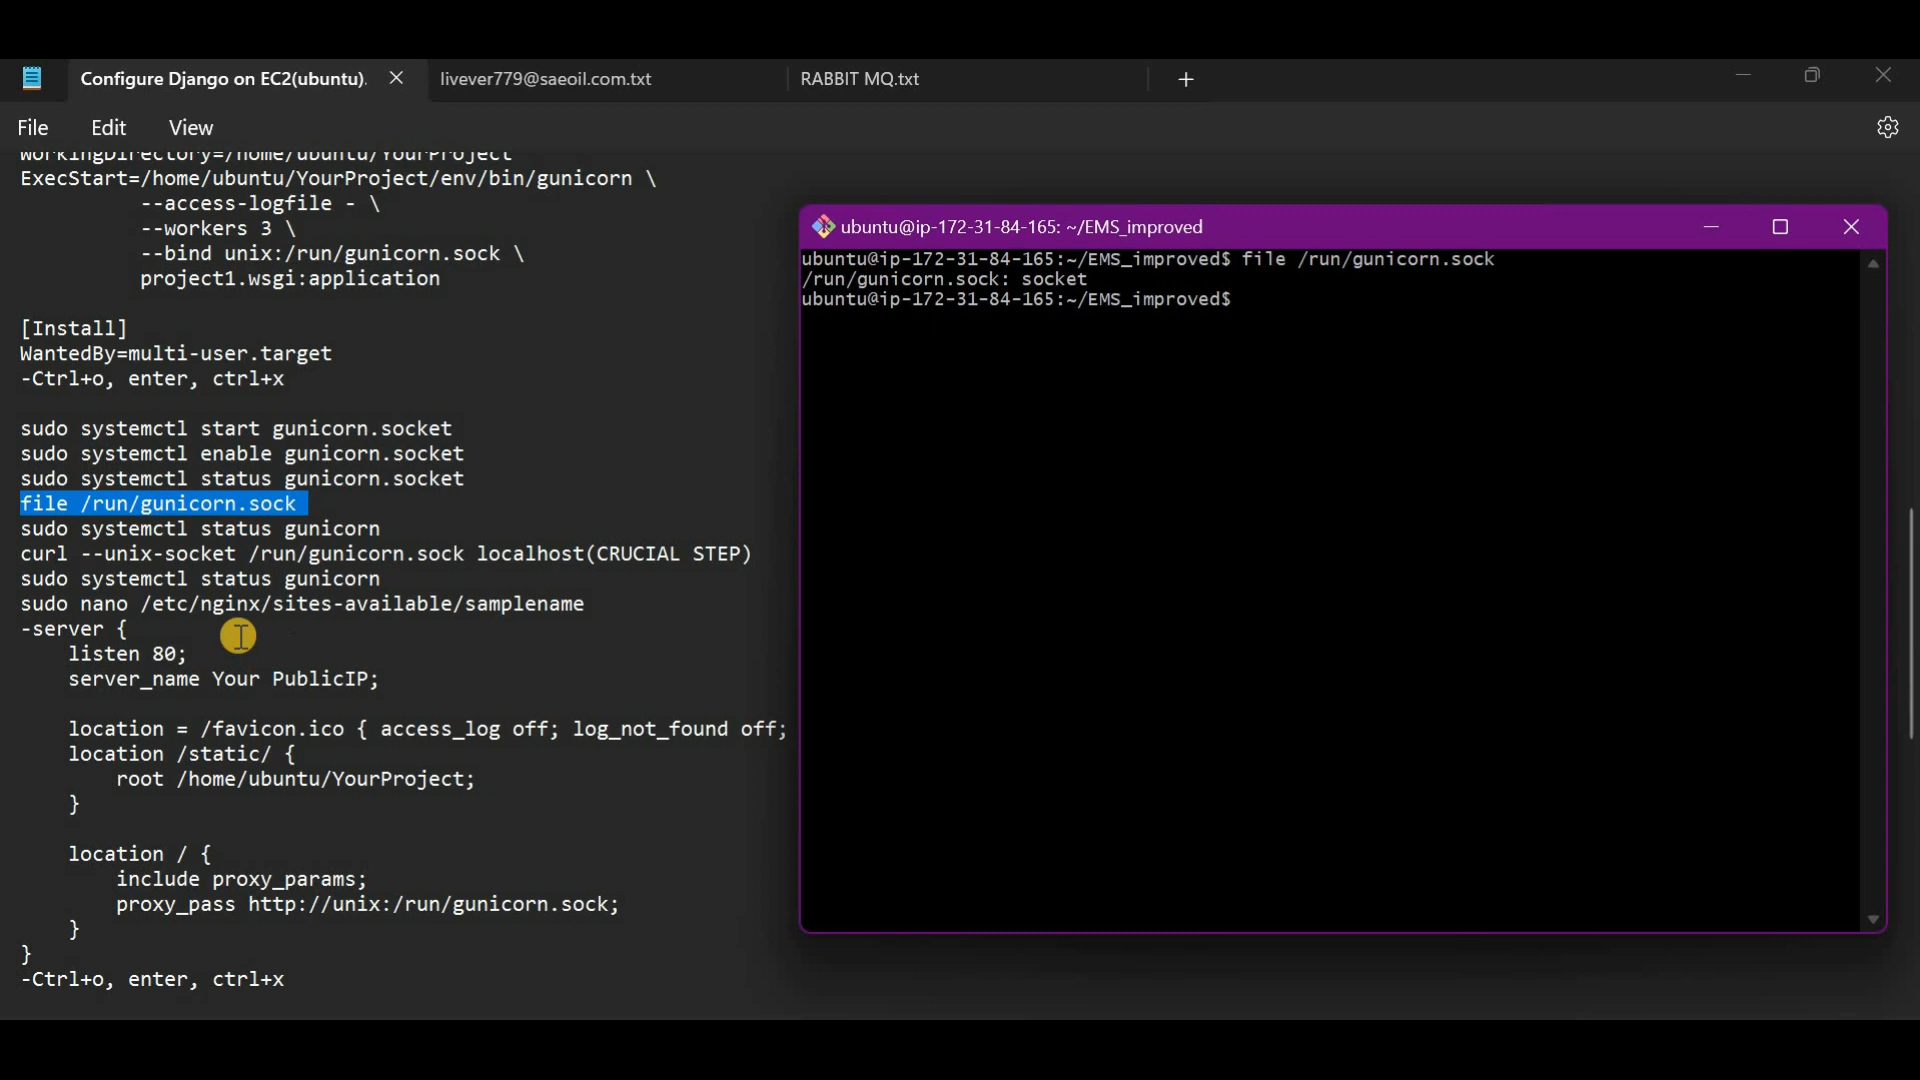 Configure Django on EC2(ubuntu).
livever779@saeoil.com.txt
RABBIT MQ.txt
File Edit View
WorkingDirectory=/home/ubuntu/YourProject
ExecStart=/home/ubuntu/YourProject/env/bin/gunicorn \
--access-logfile - \
--workers 3 \
--bind unix:/run/gunicorn.sock \
project1.wsgi:application
[Install]
WantedBy=multi-user.target
-Ctrl+o, enter, ctrl+x
sudo systemctl start gunicorn.socket
sudo systemctl enable gunicorn.socket
sudo systemctl status gunicorn.socket
file /run/gunicorn.sock
sudo systemctl status gunicorn
curl --unix-socket /run/gunicorn.sock localhost(CRUCIAL STEP)
sudo systemctl status gunicorn
sudo nano /etc/nginx/sites-available/samplename
-server {
listen 80;
server_name Your PublicIP;
location = /favicon.ico { access_log off; log_not_found off;
location /static/ {
root /home/ubuntu/YourProject;
}
location / {
include proxy_params;
proxy_pass http://unix:/run/gunicorn.sock;
}
}
-Ctrl+o, enter, ctrl+x
ubuntu@ip-172-31-84-165: ~/EMS_improved
ubuntu@ip-172-31-84-165:~/EMS_improved$ file /run/gunicorn.sock
/run/gunicorn.sock: socket
ubuntu@ip-172-31-84-165:~/EMS_improved$